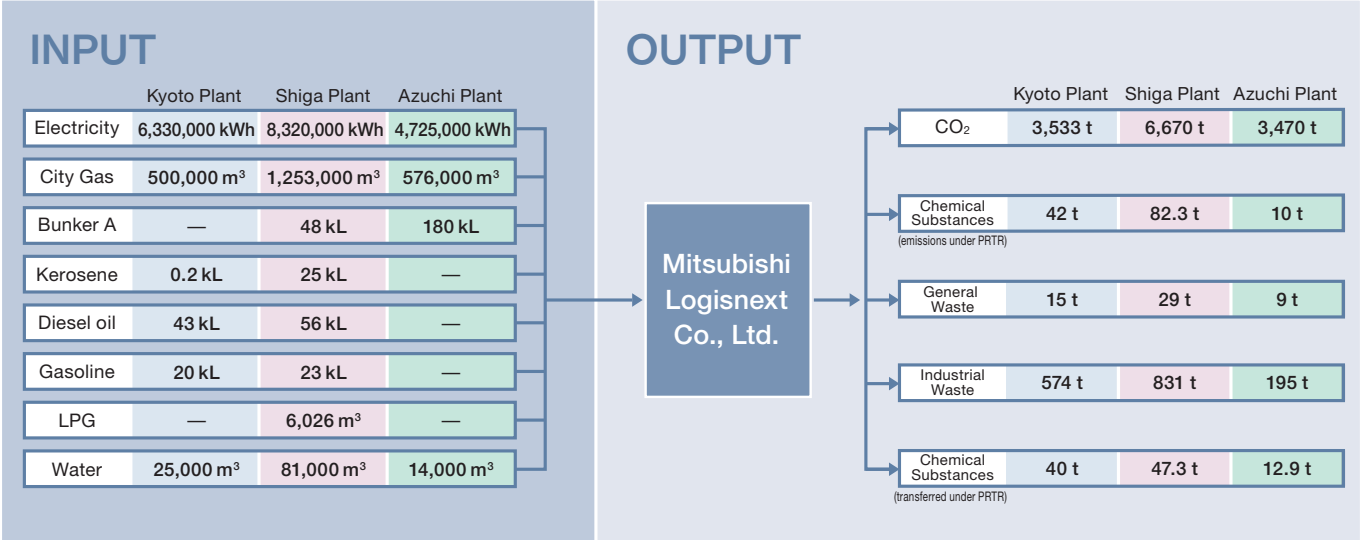 INPUT
Kyoto Plant Shiga Plant Azuchi Plant
Electricity 6,330,000 kWh 8,320,000 kWh 4,725,000 kWh
City Gas 500,000 m³ 1,253,000 m³ 576,000 m³
Bunker A — 48 kL 180 kL
Kerosene 0.2 kL 25 kL —
Diesel oil 43 kL 56 kL —
Gasoline 20 kL 23 kL —
LPG — 6,026 m³ —
Water 25,000 m³ 81,000 m³ 14,000 m³
Mitsubishi
Logisnext
Co., Ltd.
OUTPUT
Kyoto Plant Shiga Plant Azuchi Plant
CO₂ 3,533 t 6,670 t 3,470 t
Chemical
Substances 42 t 82.3 t 10 t
(emissions under PRTR)
General
Waste 15 t 29 t 9 t
Industrial
Waste 574 t 831 t 195 t
Chemical
Substances 40 t 47.3 t 12.9 t
(transferred under PRTR)